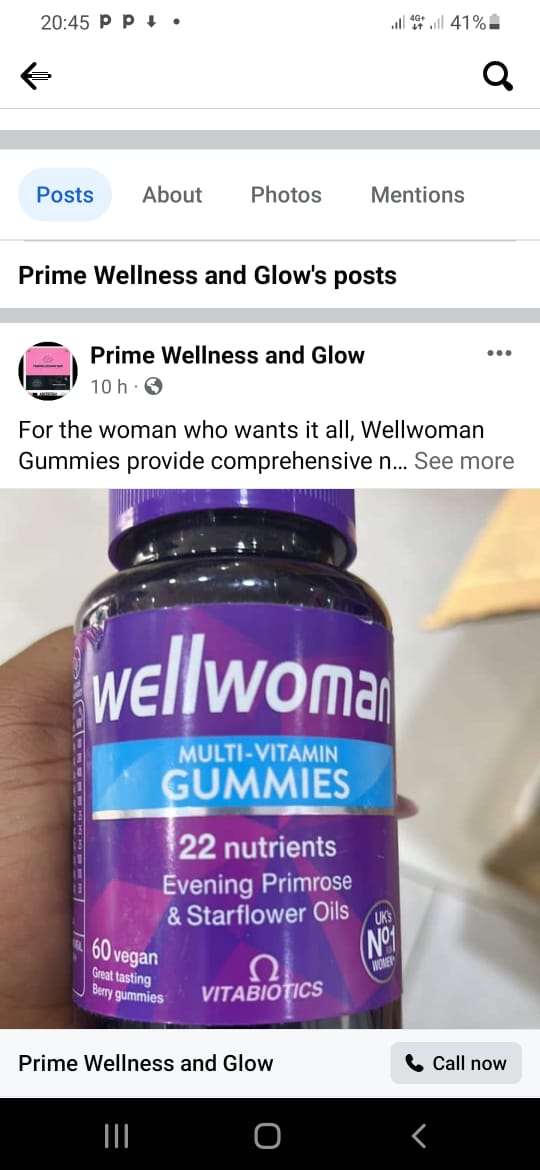 20:45
4G+
41%
Posts About Photos Mentions
Prime Wellness and Glow's posts
Prime Wellness and Glow
10 h ·
For the woman who wants it all, Wellwoman
Gummies provide comprehensive n... See more
wellwoman
MULTI-VITAMIN
GUMMIES
22 nutrients
Evening Primrose
& Starflower Oils
UK's
Nº1
WOMEN
60 vegan
Great tasting
Berry gummies
VITABIOTICS
Prime Wellness and Glow
Call now